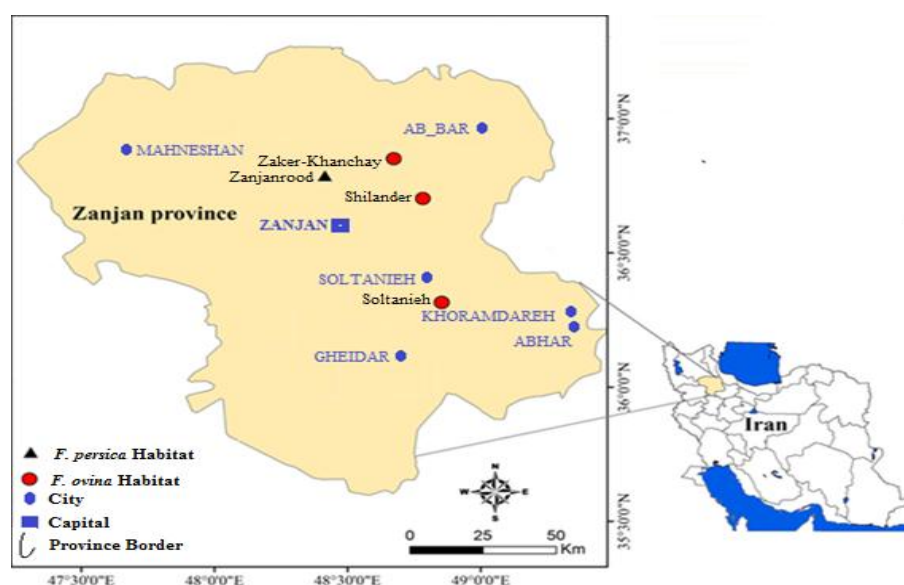 AB_BAR
MAHNESHAN
Zaker-Khanchay
Zanjanrood
Shilander
Zanjan province
ZANJAN
SOLTANIEH
Soltanieh
KHORAMDAREH
ABHAR
GHEIDAR
37°0'0"N
36°30'0"N
36°0'0"N
35°30'0"N
Iran
F. persica Habitat
F. ovina Habitat
City
Capital
Province Border
N
W E
S
0 25 50
Km
47°30'0"E 48°0'0"E 48°30'0"E 49°0'0"E